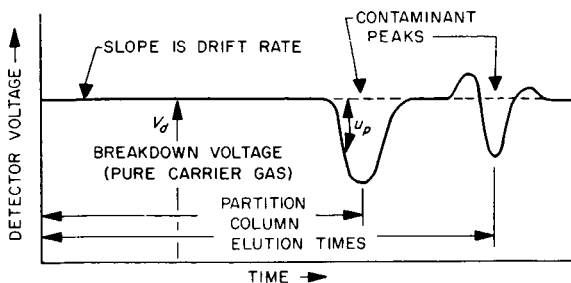 CONTAMINANT
PEAKS
SLOPE IS DRIFT RATE
DETECTOR VOLTAGE
V_d
u_p
BREAKDOWN VOLTAGE
(PURE CARRIER GAS)
PARTITION
COLUMN
ELUTION TIMES
TIME